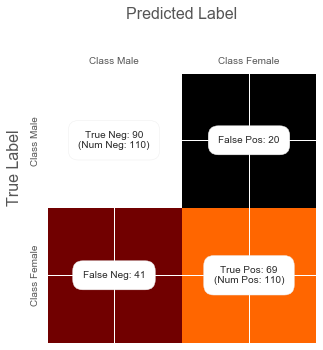 Predicted Label
Class Male
Class Female
True Label
Class Male
True Neg: 90
(Num Neg: 110)
False Pos: 20
Class Female
False Neg: 41
True Pos: 69
(Num Pos: 110)